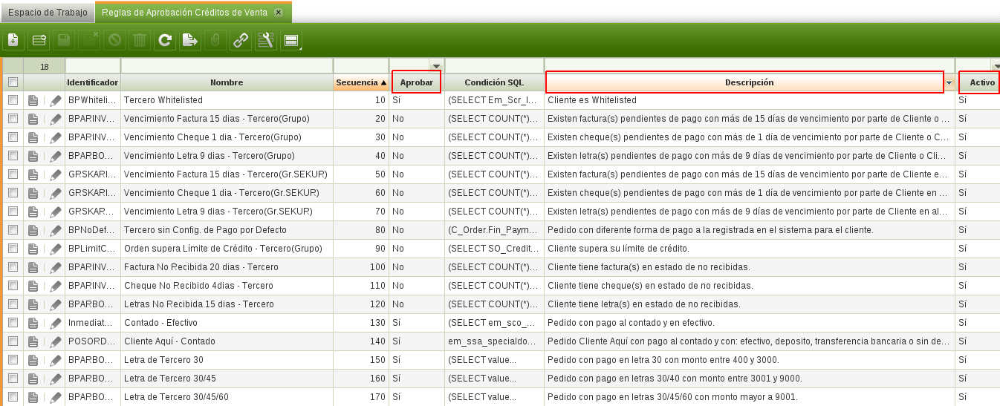 Espacio de Trabajo Reglas de Aprobación Créditos de Venta x
18
Identificador Nombre Secuencia Aprobar Condición SQL Descripción Activo
BPWhiteli... Tercero Whitelisted 10 Sí (SELECT Em_Scr_I... Cliente es Whitelisted Sí
BPARINV... Vencimiento Factura 15 dias - Tercero(Grupo) 20 No (SELECT COUNT(*)... Existen factura(s) pendientes de pago con más de 15 días de vencimiento por parte de Cliente o ... Sí
BPARINV... Vencimiento Cheque 1 dia - Tercero(Grupo) 30 No (SELECT COUNT(*)... Existen cheque(s) pendientes de pago con más de 1 día de vencimiento por parte de Cliente o C... Sí
BPARBO... Vencimiento Letra 9 dias - Tercero(Grupo) 40 No (SELECT COUNT(*)... Existen letra(s) pendientes de pago con más de 9 días de vencimiento por parte de Cliente o Cli... Sí
GRSKARI... Vencimiento Factura 15 dias - Tercero(Gr.SEKUR) 50 No (SELECT COUNT(*)... Existen factura(s) pendientes de pago con más de 15 días de vencimiento por parte de Cliente e... Sí
GRSKARI... Vencimiento Cheque 1 dia - Tercero(Gr.SEKUR) 60 No (SELECT COUNT(*)... Existen cheque(s) pendientes de pago con más de 1 día de vencimiento por parte de Cliente en ... Sí
GRSKAR... Vencimiento Letra 9 dias - Tercero(Gr.SEKUR) 70 No (SELECT COUNT(*)... Existen letra(s) pendientes de pago con más de 9 días de vencimiento por parte de Cliente en al... Sí
BPNoDef... Tercero sin Config. de Pago por Defecto 80 No (C_Order.Fin_Paym... Pedido con diferente forma de pago a la registrada en el sistema para el cliente. Sí
BPLimitC... Orden supera Límite de Crédito - Tercero(Grupo) 90 No (SELECT SO_Credit... Cliente supera su límite de crédito. Sí
BPARINV... Factura No Recibida 20 dias - Tercero 100 No (SELECT COUNT(*)... Cliente tiene factura(s) en estado de no recibidas. Sí
BPARINV... Cheque No Recibido 4dias - Tercero 110 No (SELECT COUNT(*)... Cliente tiene cheque(s) en estado de no recibidas. Sí
BPARBO... Letras No Recibida 15 dias - Tercero 120 No (SELECT COUNT(*)... Cliente tiene letra(s) en estado de no recibidas. Sí
Inmediat... Contado - Efectivo 130 Sí (SELECT em_sco_... Pedido con pago al contado y en efectivo. Sí
POSORD... Cliente Aquí - Contado 140 Sí em_ssa_specialdo... Pedido Cliente Aquí con pago al contado y con: efectivo, deposito, transferencia bancaria o sin de... Sí
BPARBO... Letra de Tercero 30 150 Sí (SELECT value... Pedido con pago en letra 30 con monto entre 400 y 3000. Sí
BPARBO... Letra de Tercero 30/45 160 Sí (SELECT value... Pedido con pago en letras 30/40 con monto entre 3001 y 9000. Sí
BPARBO... Letra de Tercero 30/45/60 170 Sí (SELECT value... Pedido con pago en letras 30/45/60 con monto mayor a 9001. Sí